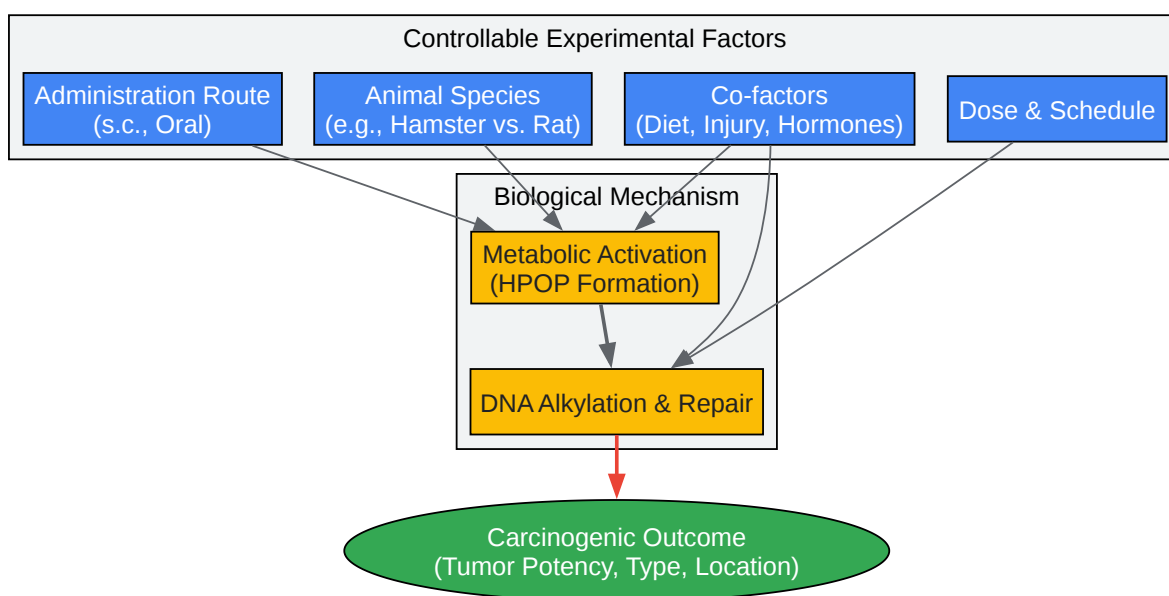 Controllable Experimental Factors
Administration Route
(s.c., Oral)
Animal Species
(e.g., Hamster vs. Rat)
Co-factors
(Diet, Injury, Hormones)
Dose & Schedule
Biological Mechanism
Metabolic Activation
(HPOP Formation)
DNA Alkylation & Repair
Carcinogenic Outcome
(Tumor Potency, Type, Location)